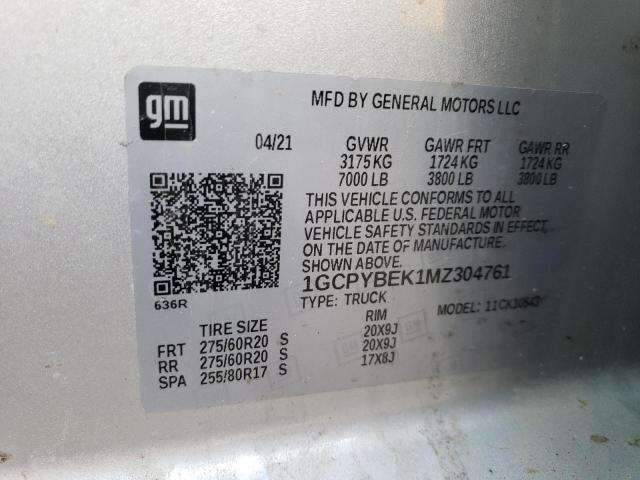 gm
MFD BY GENERAL MOTORS LLC
04/21 GVWR GAWR FRT GAWR RR
3175 KG 1724 KG 1724 KG
7000 LB 3800 LB 3800 LB
THIS VEHICLE CONFORMS TO ALL
APPLICABLE U.S. FEDERAL MOTOR
VEHICLE SAFETY STANDARDS IN EFFECT
ON THE DATE OF MANUFACTURE
SHOWN ABOVE.
1GCPYBEK1MZ304761
TYPE: TRUCK MODEL:
636R
TIRE SIZE RIM
FRT 275/60R20 S 20X9J
RR 275/60R20 S 20X9J
SPA 255/80R17 S 17X8J